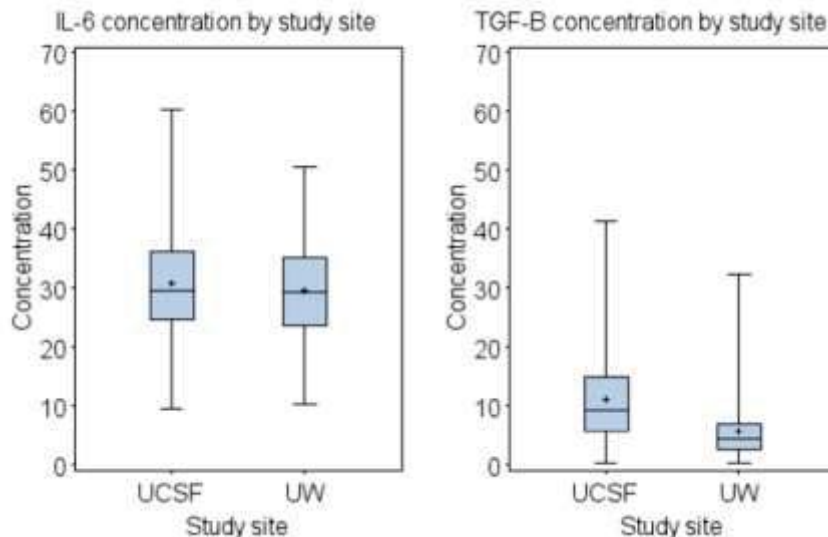 IL-6 concentration by study site
70
60
50
40
30
20
10
0
Concentration
UCSF UW
Study site
TGF-B concentration by study site
70
60
50
40
30
20
10
0
Concentration
UCSF UW
Study site